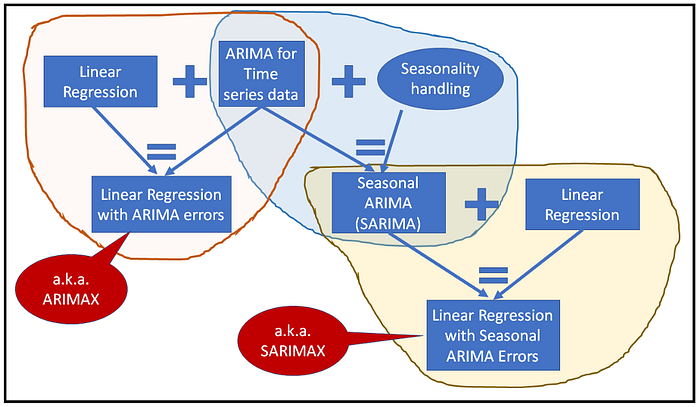 Linear
Regression
ARIMA for
Time
series data
Seasonality
handling
Linear Regression
with ARIMA errors
Seasonal
ARIMA
(SARIMA)
Linear
Regression
a.k.a.
ARIMAX
a.k.a.
SARIMAX
Linear Regression
with Seasonal
ARIMA Errors